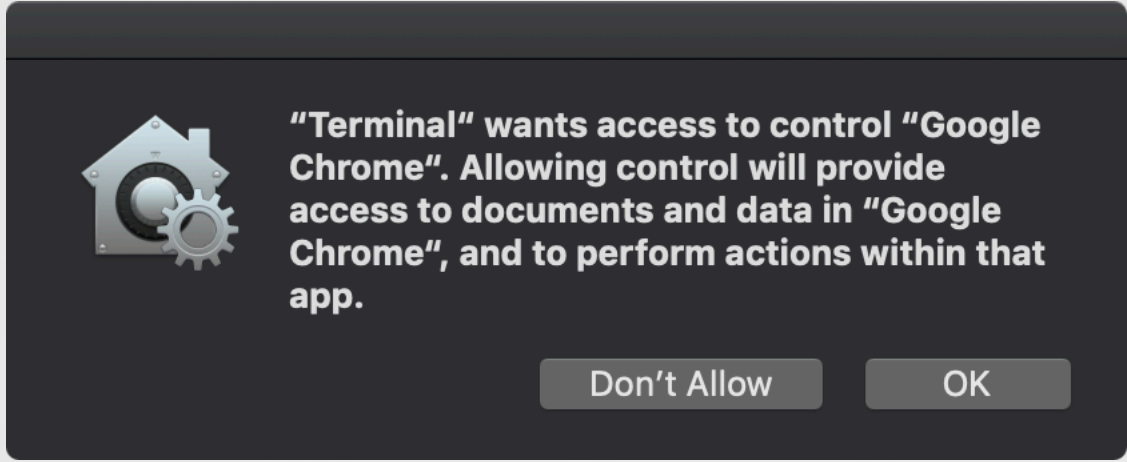 “Terminal“ wants access to control “Google
Chrome“. Allowing control will provide
access to documents and data in “Google
Chrome“, and to perform actions within that
app.
Don’t Allow
OK